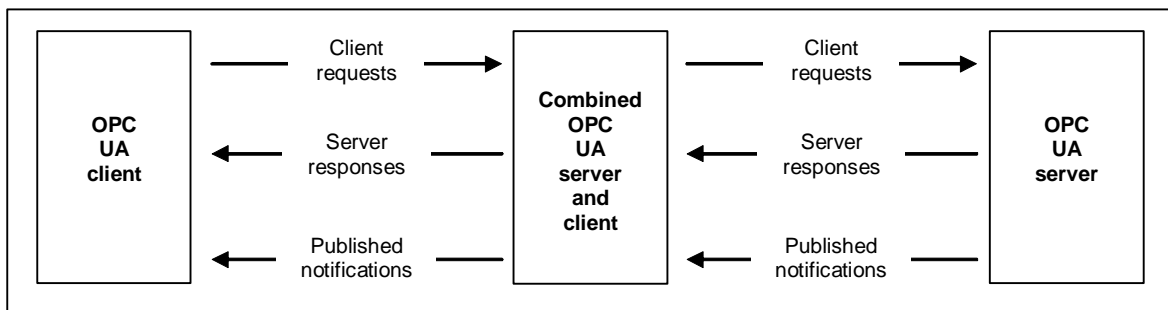 OPC
UA
client
Client
requests
Server
responses
Published
notifications
Combined
OPC
UA
server
and
client
Client
requests
Server
responses
Published
notifications
OPC
UA
server